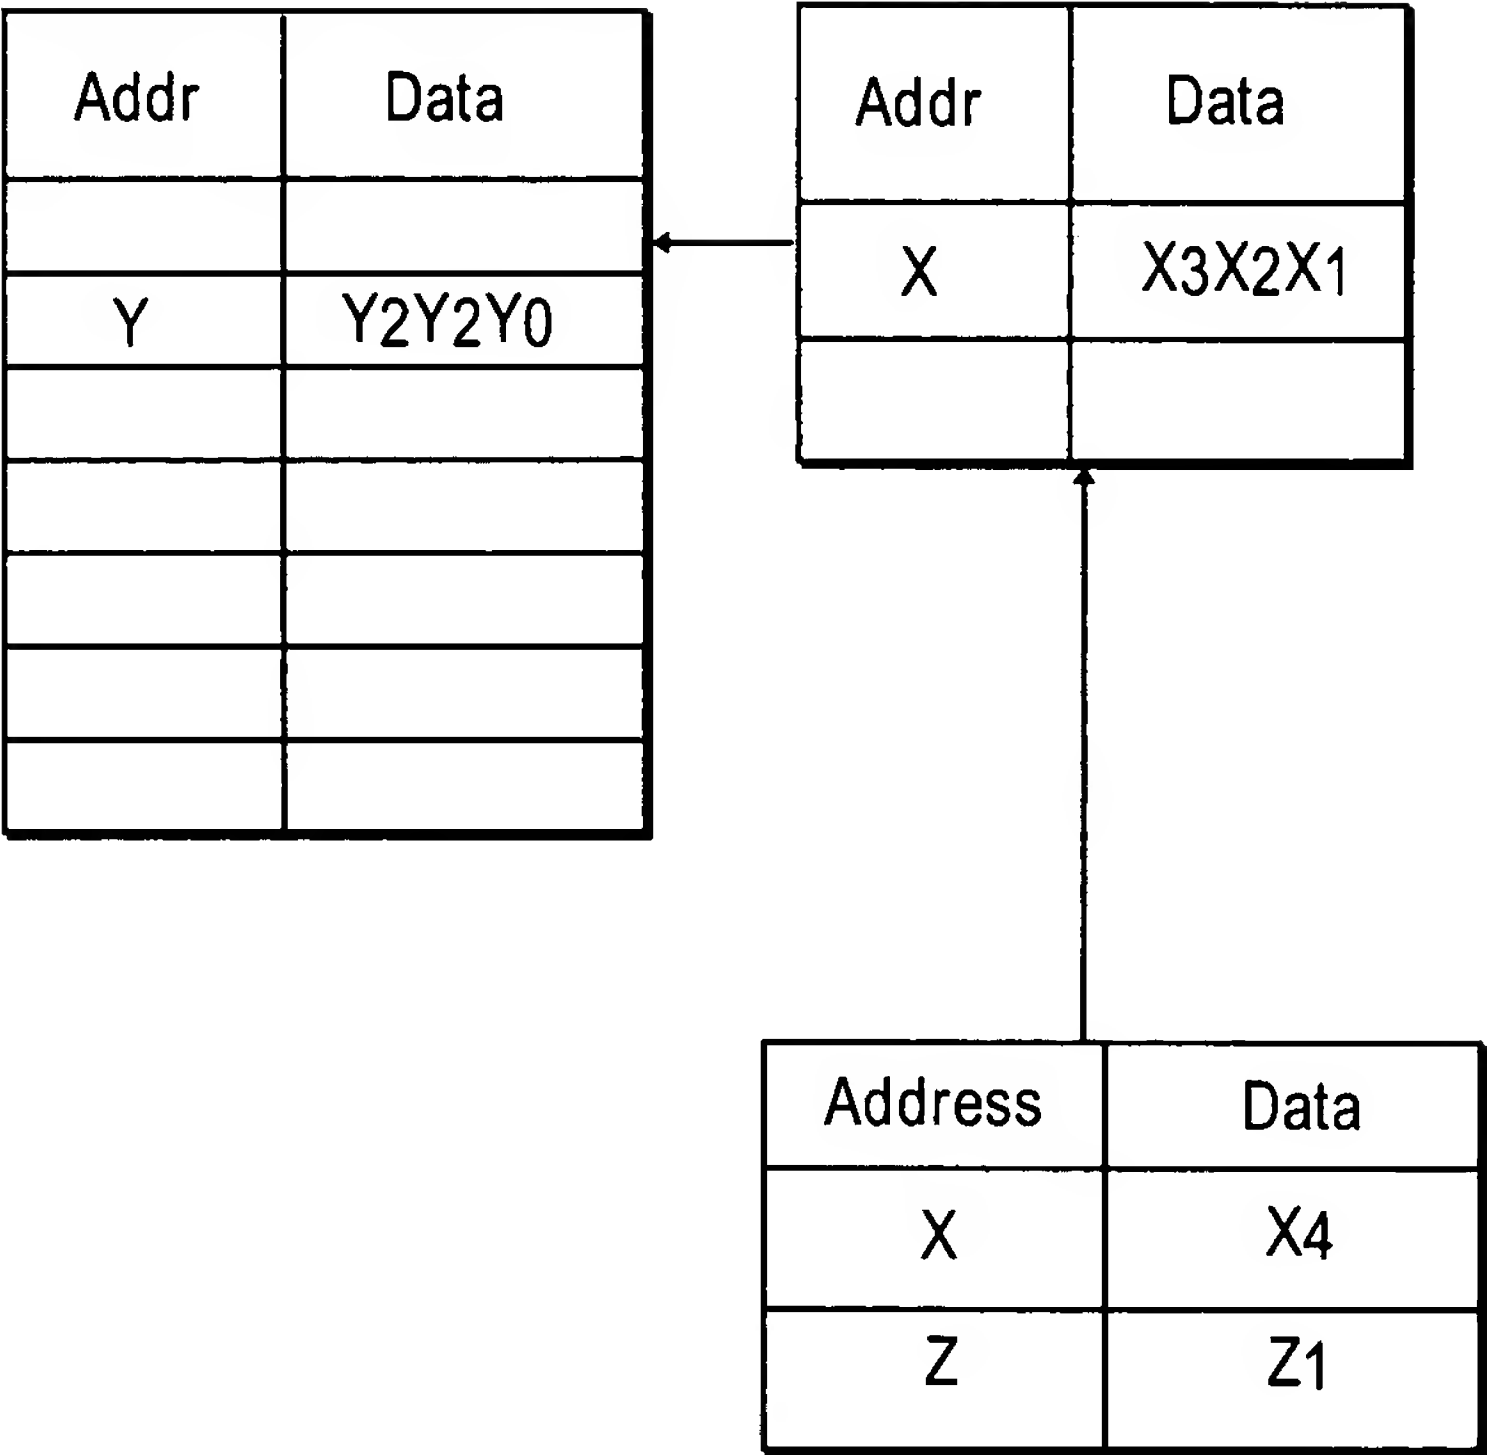 Addr Data
Y Y2Y2Y0
Addr Data
X X3X2X1
Address Data
X X4
Z Z1